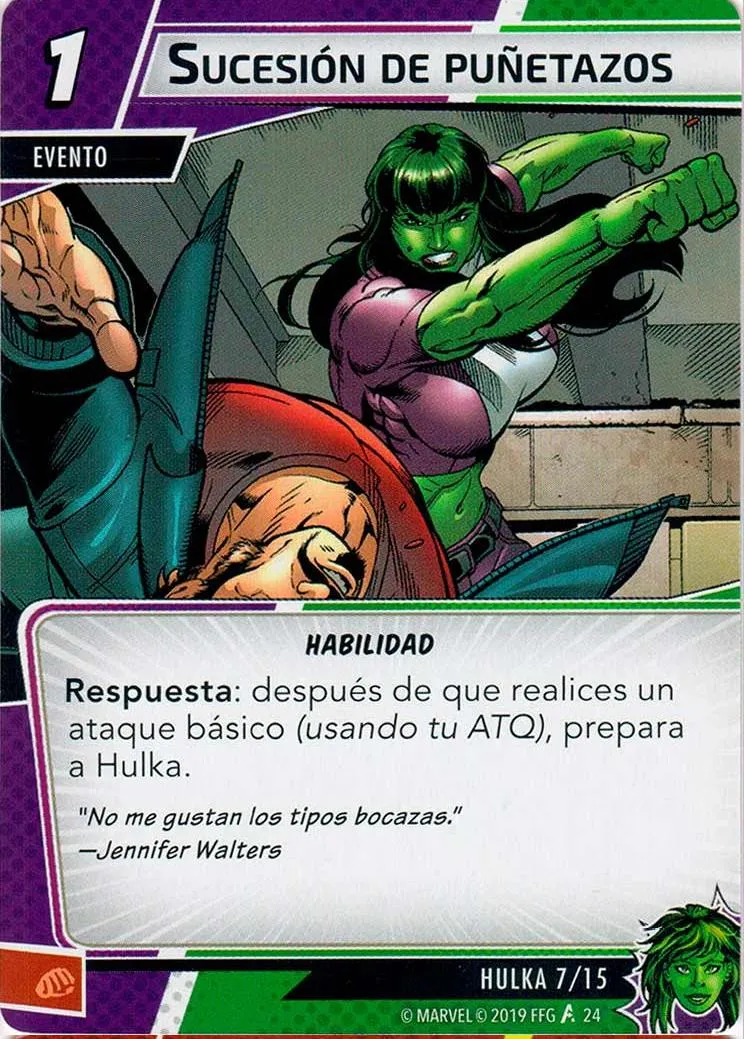 1
SUCESIÓN DE PUÑETAZOS
EVENTO
HABILIDAD
Respuesta: después de que realices un
ataque básico (usando tu ATQ), prepara
a Hulka.
"No me gustan los tipos bocazas."
—Jennifer Walters
HULKA 7/15
© MARVEL © 2019 FFG 24